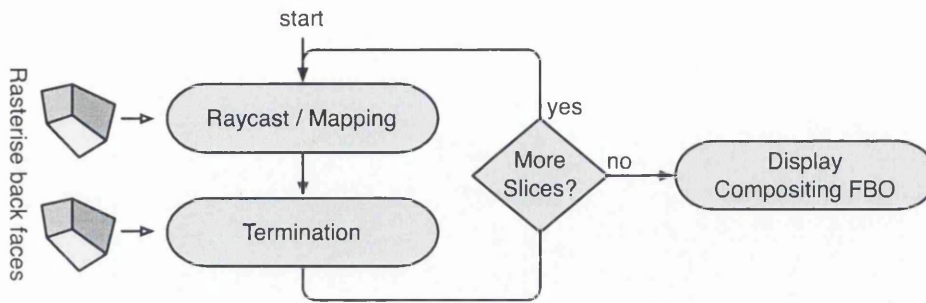 start
Rasterise back faces
Raycast / Mapping
Termination
yes
More
Slices?
no
Display
Compositing FBO